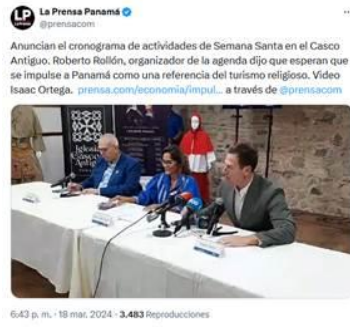 LP
La Prensa Panamá
@prensacom
Anuncian el cronograma de actividades de Semana Santa en el Casco
Antiguo. Roberto Rollón, organizador de la agenda dijo que esperan que
se impulse a Panamá como una referencia del turismo religioso. Video
Isaac Ortega. prensa.com/economia/impul... a través de @prensacom
Iglesias
Casco
Antiguo
6:43 p. m. · 18 mar. 2024 · 3.483 Reproducciones